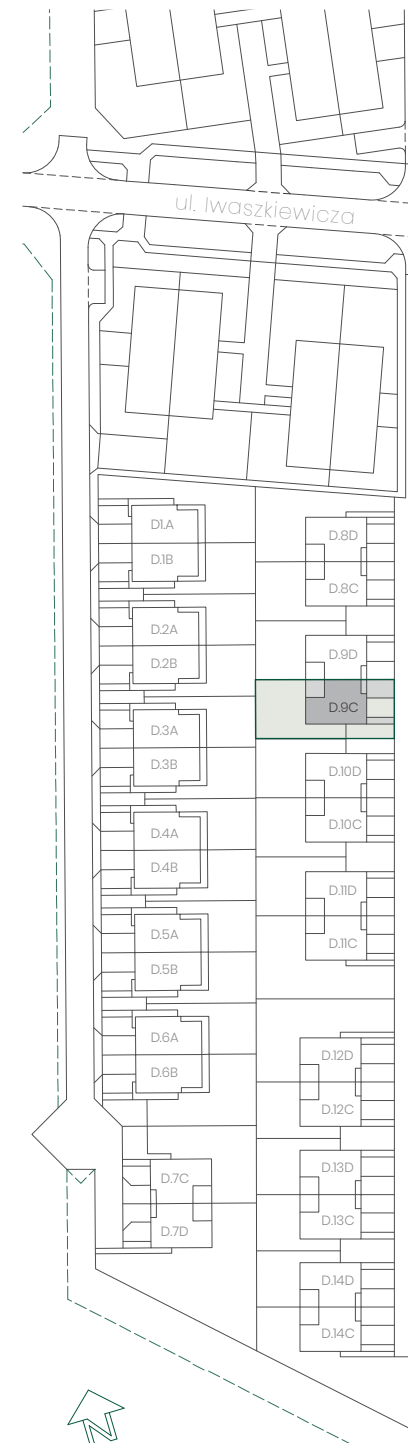 ul. Iwaszkiewicza
D1.A
D.1B
D.2A
D.2B
D.3A
D.3B
D.4A
D.4B
D.5A
D.5B
D.6A
D.6B
D.7C
D.7D
D.8D
D.8C
D.9D
D.9C
D.10D
D.10C
D.11D
D.11C
D.12D
D.12C
D.13D
D.13C
D.14D
D.14C
N